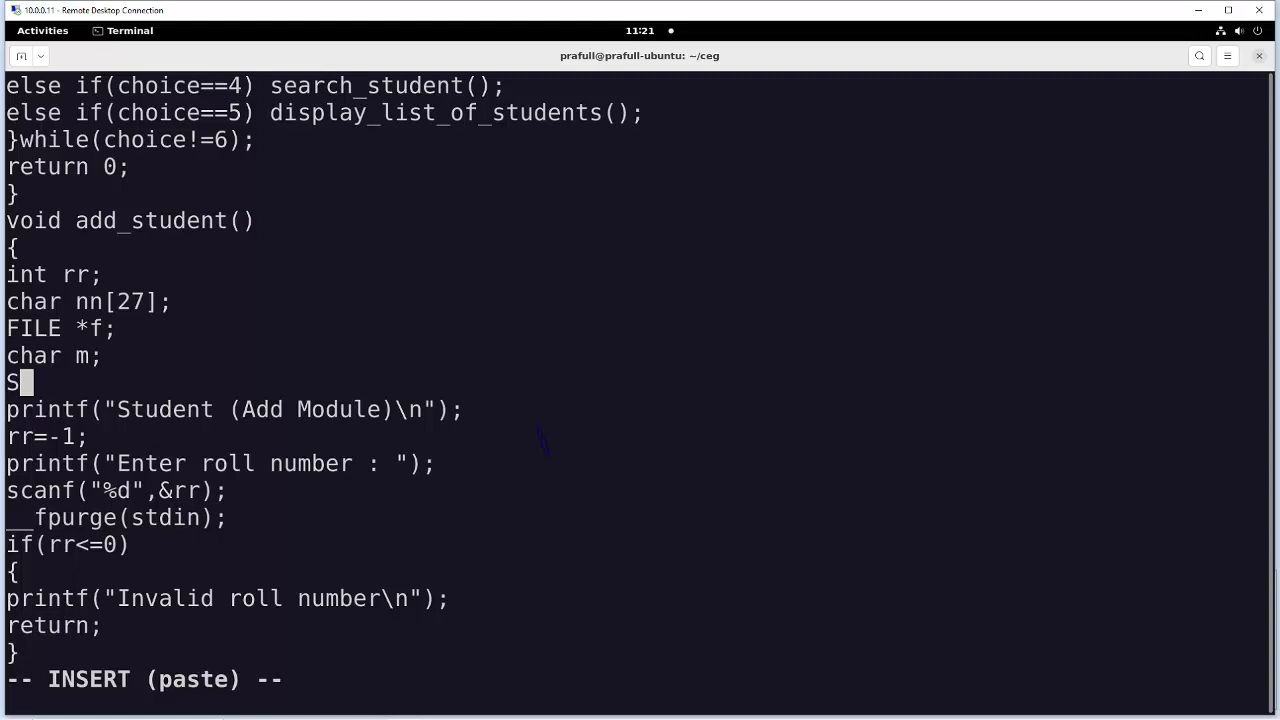 10.0.0.11 - Remote Desktop Connection
Activities Terminal 11:21
prafull@prafull-ubuntu: ~/ceg
else if(choice==4) search_student();
else if(choice==5) display_list_of_students();
}while(choice!=6);
return 0;
}
void add_student()
{
int rr;
char nn[27];
FILE *f;
char m;
S
printf("Student (Add Module)\n");
rr=-1;
printf("Enter roll number : ");
scanf("%d",&rr);
__fpurge(stdin);
if(rr<=0)
{
printf("Invalid roll number\n");
return;
}
-- INSERT (paste) --